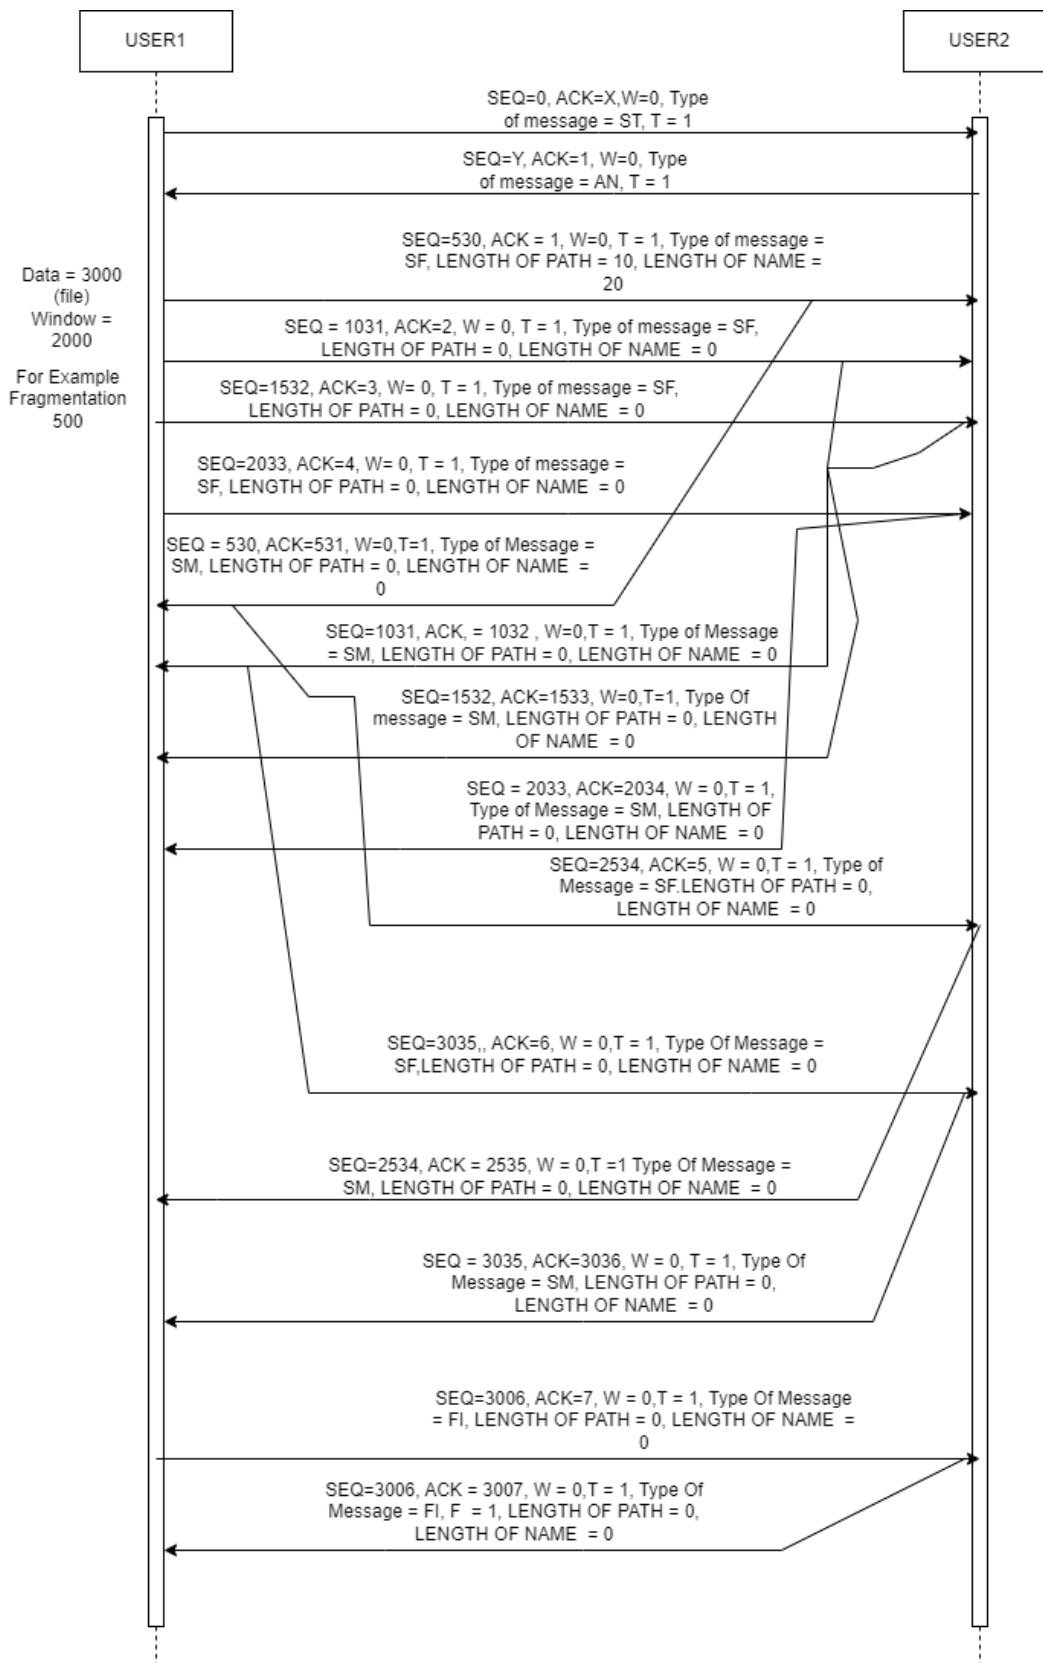 USER1
USER2
SEQ=0, ACK=X,W=0, Type
of message = ST, T = 1
SEQ=Y, ACK=1, W=0, Type
of message = AN, T = 1
SEQ=530, ACK = 1, W=0, T = 1, Type of message =
SF, LENGTH OF PATH = 10, LENGTH OF NAME =
20
Data = 3000
(file)
Window =
2000
For Example
Fragmentation
500
SEQ = 1031, ACK=2, W = 0, T = 1, Type of message = SF,
LENGTH OF PATH = 0, LENGTH OF NAME = 0
SEQ=1532, ACK=3, W= 0, T = 1, Type of message = SF,
LENGTH OF PATH = 0, LENGTH OF NAME = 0
SEQ=2033, ACK=4, W= 0, T = 1, Type of message =
SF, LENGTH OF PATH = 0, LENGTH OF NAME = 0
SEQ = 530, ACK=531, W=0,T=1, Type of Message =
SM, LENGTH OF PATH = 0, LENGTH OF NAME =
0
SEQ=1031, ACK, = 1032 , W=0,T = 1, Type of Message
= SM, LENGTH OF PATH = 0, LENGTH OF NAME = 0
SEQ=1532, ACK=1533, W=0,T=1, Type Of
message = SM, LENGTH OF PATH = 0, LENGTH
OF NAME = 0
SEQ = 2033, ACK=2034, W = 0,T = 1,
Type of Message = SM, LENGTH OF
PATH = 0, LENGTH OF NAME = 0
SEQ=2534, ACK=5, W = 0,T = 1, Type of
Message = SF.LENGTH OF PATH = 0,
LENGTH OF NAME = 0
SEQ=3035,, ACK=6, W = 0,T = 1, Type Of Message =
SF,LENGTH OF PATH = 0, LENGTH OF NAME = 0
SEQ=2534, ACK = 2535, W = 0,T =1 Type Of Message =
SM, LENGTH OF PATH = 0, LENGTH OF NAME = 0
SEQ = 3035, ACK=3036, W = 0, T = 1, Type Of
Message = SM, LENGTH OF PATH = 0,
LENGTH OF NAME = 0
SEQ=3006, ACK=7, W = 0,T = 1, Type Of Message
= FI, LENGTH OF PATH = 0, LENGTH OF NAME =
0
SEQ=3006, ACK = 3007, W = 0,T = 1, Type Of
Message = FI, F = 1, LENGTH OF PATH = 0,
LENGTH OF NAME = 0